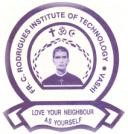 FR. C. RODRIGUES INSTITUTE OF TECHNOLOGY • VASHI
LOVE YOUR NEIGHBOUR
AS YOURSELF